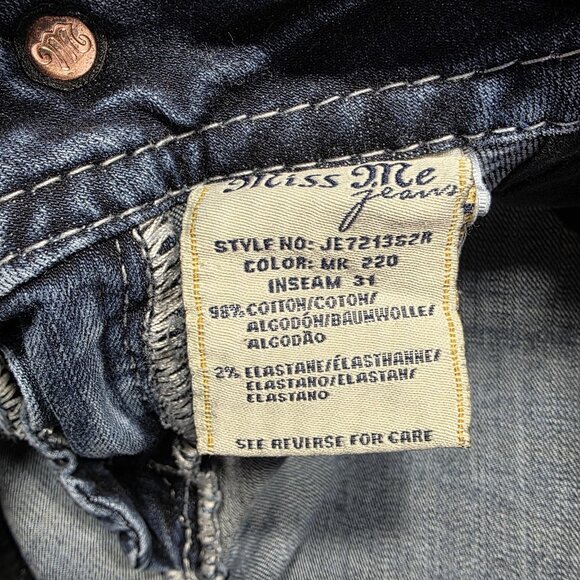 M
Miss Me
jeans
STYLE NO: JE7213S2R
COLOR: MK 220
INSEAM 31
98% COTTON/COTON/
ALGODÓN/BAUMWOLLE/
ALGODÃO
2% ELASTANE/ÉLASTHANNE/
ELASTANO/ELASTAN/
ELASTANO
SEE REVERSE FOR CARE